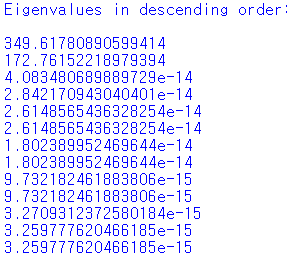 Eigenvalues in descending order:
349.61780890599414
172.76152218979394
4.083480689889729e-14
2.842170943040401e-14
2.6148565436328254e-14
2.6148565436328254e-14
1.802389952469644e-14
1.802389952469644e-14
9.732182461883806e-15
9.732182461883806e-15
3.2709312372580184e-15
3.259777620466185e-15
3.259777620466185e-15